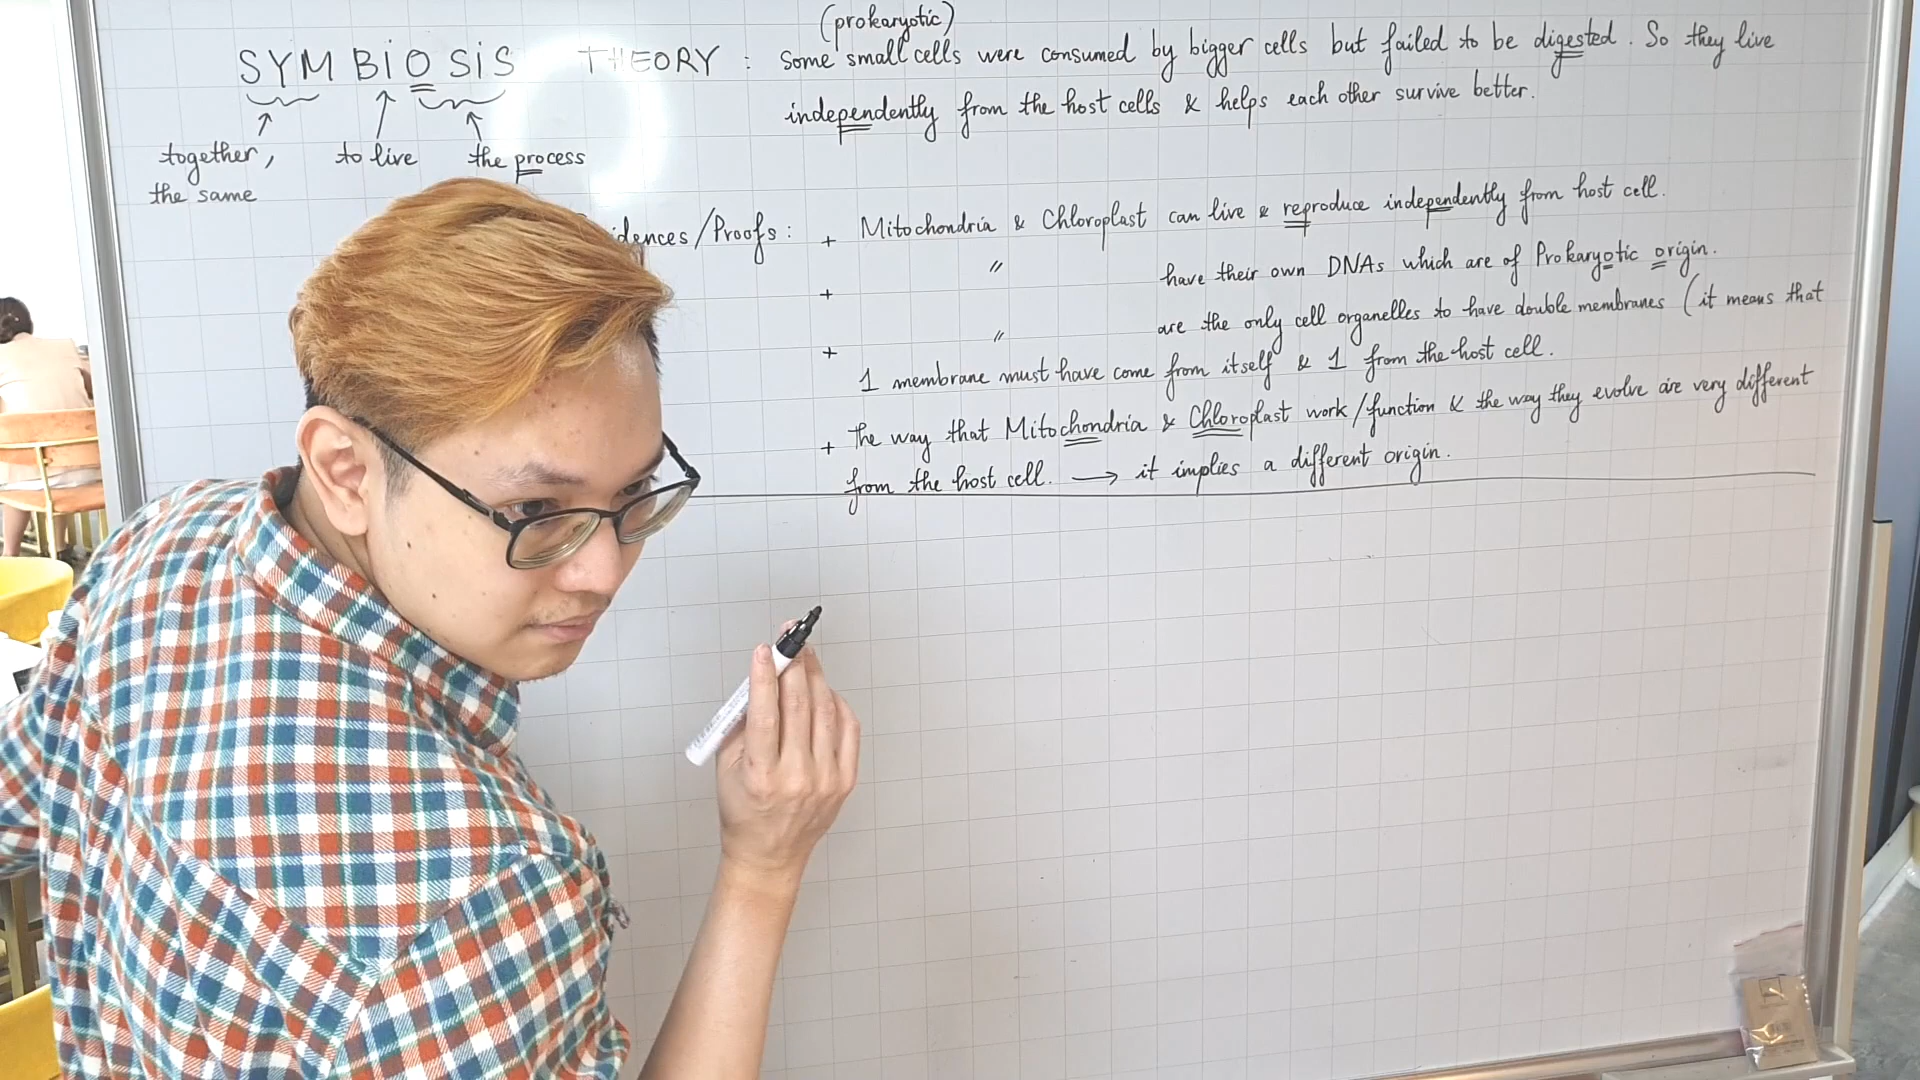 (prokaryotic)
SYMBiOSiS THEORY : Some small cells were consumed by bigger cells but failed to be digested. So they live
independently from the host cells & helps each other survive better.
together, to live the process
the same
idences/Proofs: + Mitochondria & Chloroplast can live & reproduce independently from host cell.
+ " have their own DNAs which are of Prokaryotic origin.
+ " are the only cell organelles to have double membranes (it means that
1 membrane must have come from itself & 1 from the host cell.
+ the way that Mitochondria & Chloroplast work/function & the way they evolve are very different
from the host cell. → it implies a different origin.